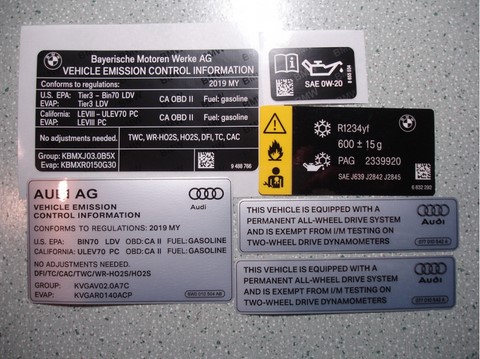 Bayerische Motoren Werke AG
VEHICLE EMISSION CONTROL INFORMATION
Conforms to regulations: 2019 MY
U.S. EPA: Tier3 - Bin70 LDV CA OBD II Fuel: gasoline
EVAP: Tier3 LDV
California: LEVIII - ULEV70 PC CA OBD II Fuel: gasoline
EVAP: LEVIII PC
No adjustments needed. TWC, WR-HO2S, HO2S, DFI, TC, CAC
Group: KBMXJ03.0B5X
Evap: KBMXR0150G30
9 488 766
SAE 0W-20
R1234yf
600 ± 15 g
PAG 2339920
SAE J639 J2842 J2845
6 832 292
AUDI AG
Audi
VEHICLE EMISSION
CONTROL INFORMATION
CONFORMS TO REGULATIONS: 2019 MY
U.S. EPA: BIN70 LDV OBD: CA II FUEL:GASOLINE
CALIFORNIA: ULEV70 PC OBD: CA II FUEL:GASOLINE
NO ADJUSTMENTS NEEDED.
DFI/TC/CAC/TWC/WR-HO2S/HO2S
GROUP: KVGAV02.0A7C
EVAP: KVGAR0140ACP
THIS VEHICLE IS EQUIPPED WITH A
PERMANENT ALL-WHEEL DRIVE SYSTEM
AND IS EXEMPT FROM I/M TESTING ON
TWO-WHEEL DRIVE DYNAMOMETERS
Audi
THIS VEHICLE IS EQUIPPED WITH A
PERMANENT ALL-WHEEL DRIVE SYSTEM
AND IS EXEMPT FROM I/M TESTING ON
TWO-WHEEL DRIVE DYNAMOMETERS
Audi